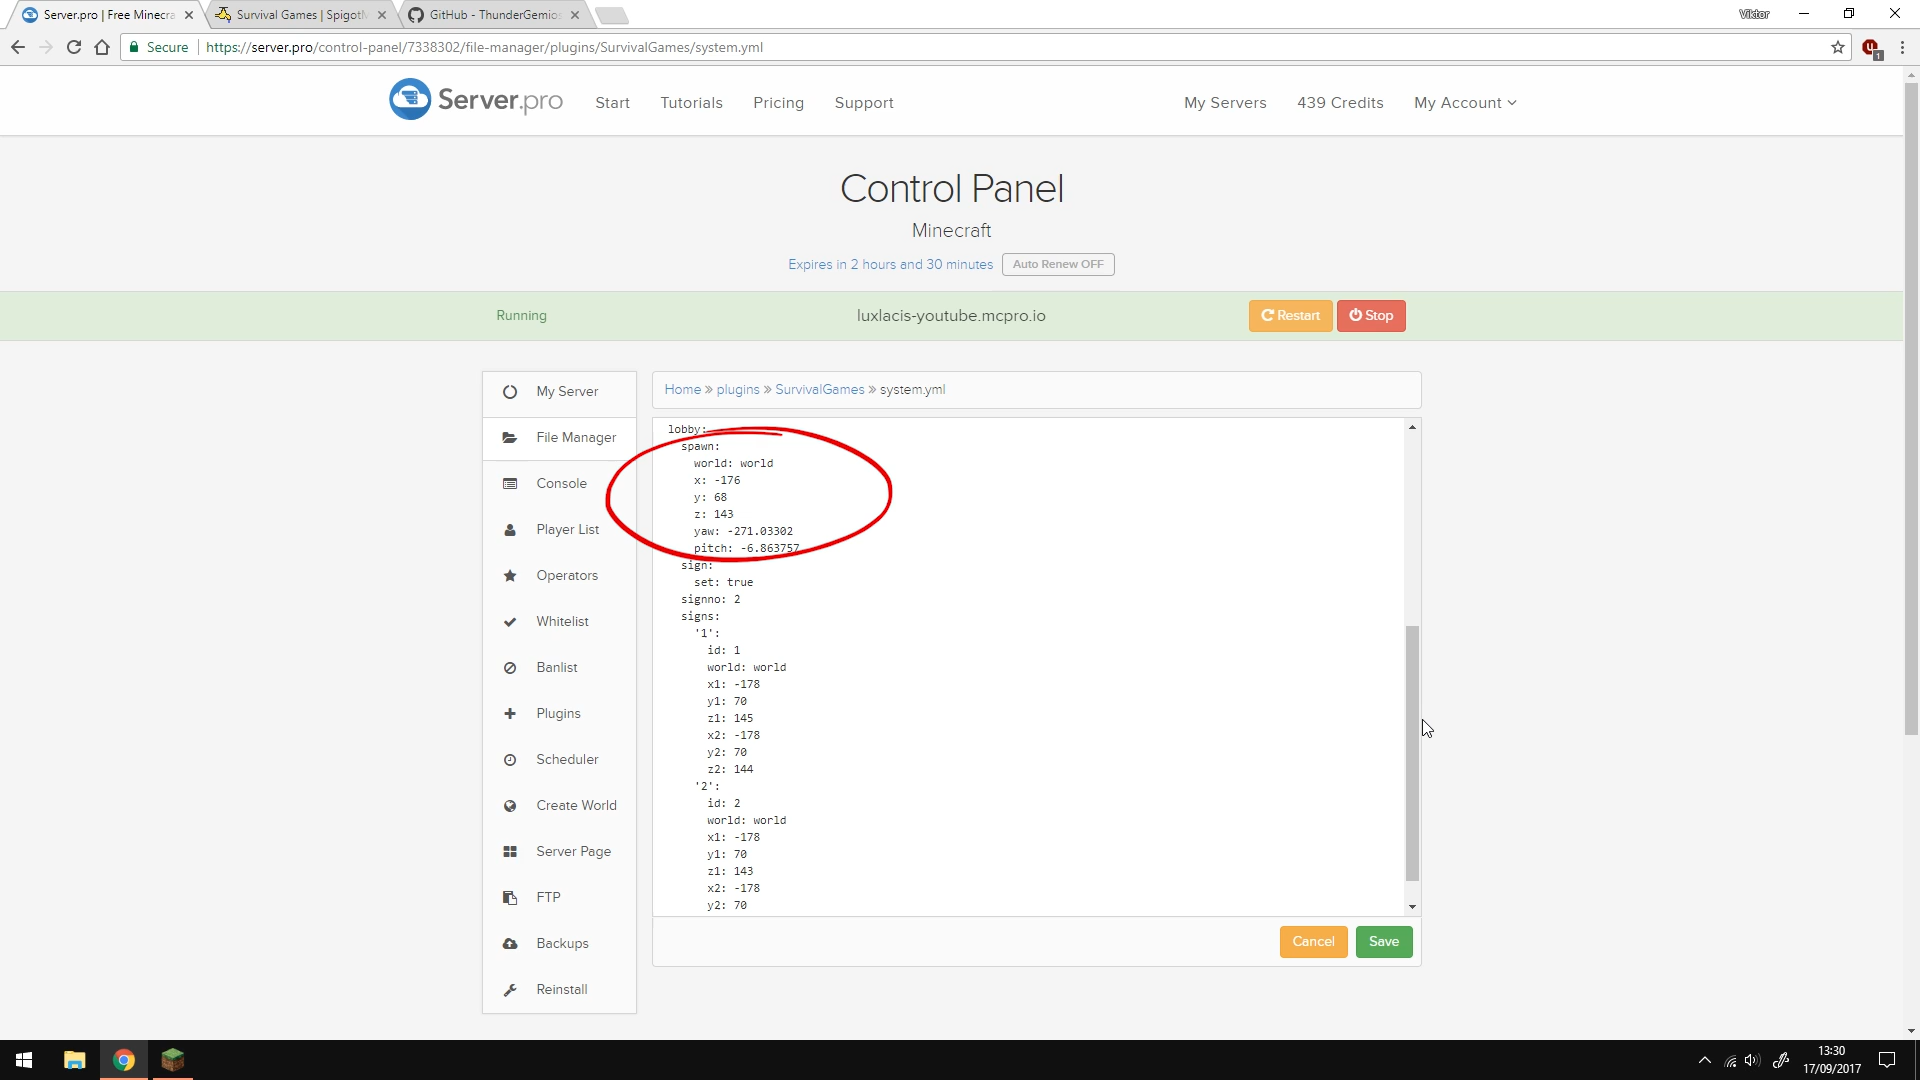 Server.pro | Free Minecra
Survival Games | SpigotM
GitHub - ThunderGemios
Viktor
Secure
https://server.pro/control-panel/7338302/file-manager/plugins/SurvivalGames/system.yml
1
Server.pro
Start
Tutorials
Pricing
Support
My Servers
439 Credits
My Account
Control Panel
Minecraft
Expires in 2 hours and 30 minutes
Auto Renew OFF
Running
luxlacis-youtube.mcpro.io
Restart
Stop
My Server
File Manager
Console
Player List
Operators
Whitelist
Banlist
Plugins
Scheduler
Create World
Server Page
FTP
Backups
Reinstall
Home » plugins » SurvivalGames » system.yml
lobby:
spawn:
world: world
x: -176
y: 68
z: 143
yaw: -271.03302
pitch: -6.863757
sign:
set: true
signno: 2
signs:
'1':
id: 1
world: world
x1: -178
y1: 70
z1: 145
x2: -178
y2: 70
z2: 144
'2':
id: 2
world: world
x1: -178
y1: 70
z1: 143
x2: -178
y2: 70
Cancel
Save
13:30
17/09/2017